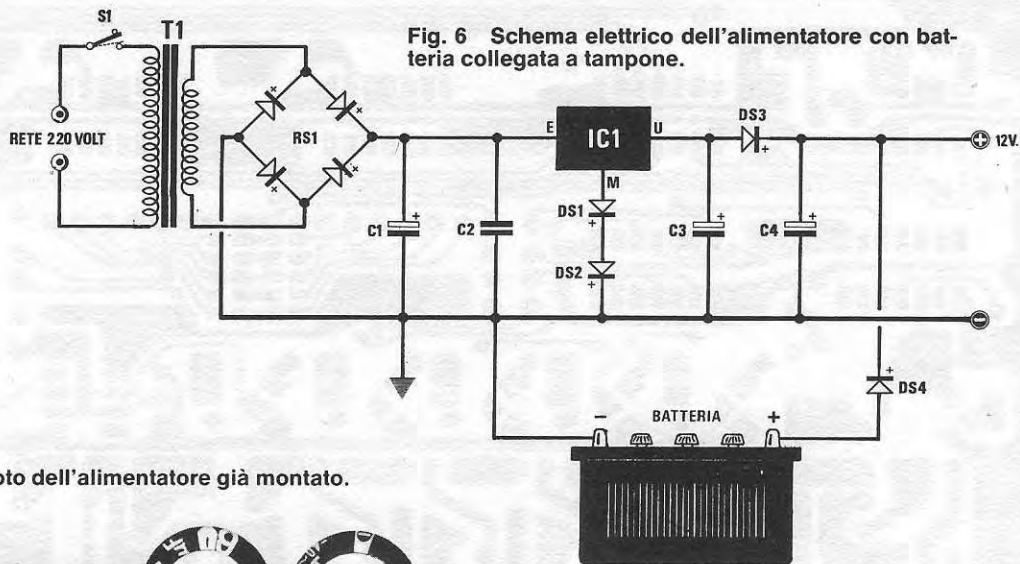 S1
T1
Fig. 6 Schema elettrico dell'alimentatore con bat-
teria collegata a tampone.
RETE 220 VOLT
RS1
E
IC1
U
DS3
+
12V.
M
DS1
+
C1
+
C2
C3
+
C4
+
DS2
+
+
DS4
- BATTERIA +
oto dell'alimentatore già montato.